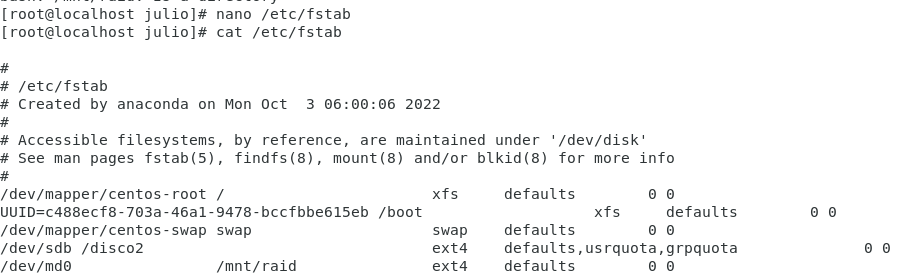 [root@localhost julio]# nano /etc/fstab
[root@localhost julio]# cat /etc/fstab
#
# /etc/fstab
# Created by anaconda on Mon Oct  3 06:00:06 2022
#
# Accessible filesystems, by reference, are maintained under '/dev/disk'
# See man pages fstab(5), findfs(8), mount(8) and/or blkid(8) for more info
#
/dev/mapper/centos-root /                       xfs     defaults        0 0
UUID=c488ecf8-703a-46a1-9478-bccfbbe615eb /boot                   xfs     defaults        0 0
/dev/mapper/centos-swap swap                    swap    defaults        0 0
/dev/sdb /disco2                                ext4    defaults,usrquota,grpquota              0 0
/dev/md0                /mnt/raid               ext4    defaults        0 0